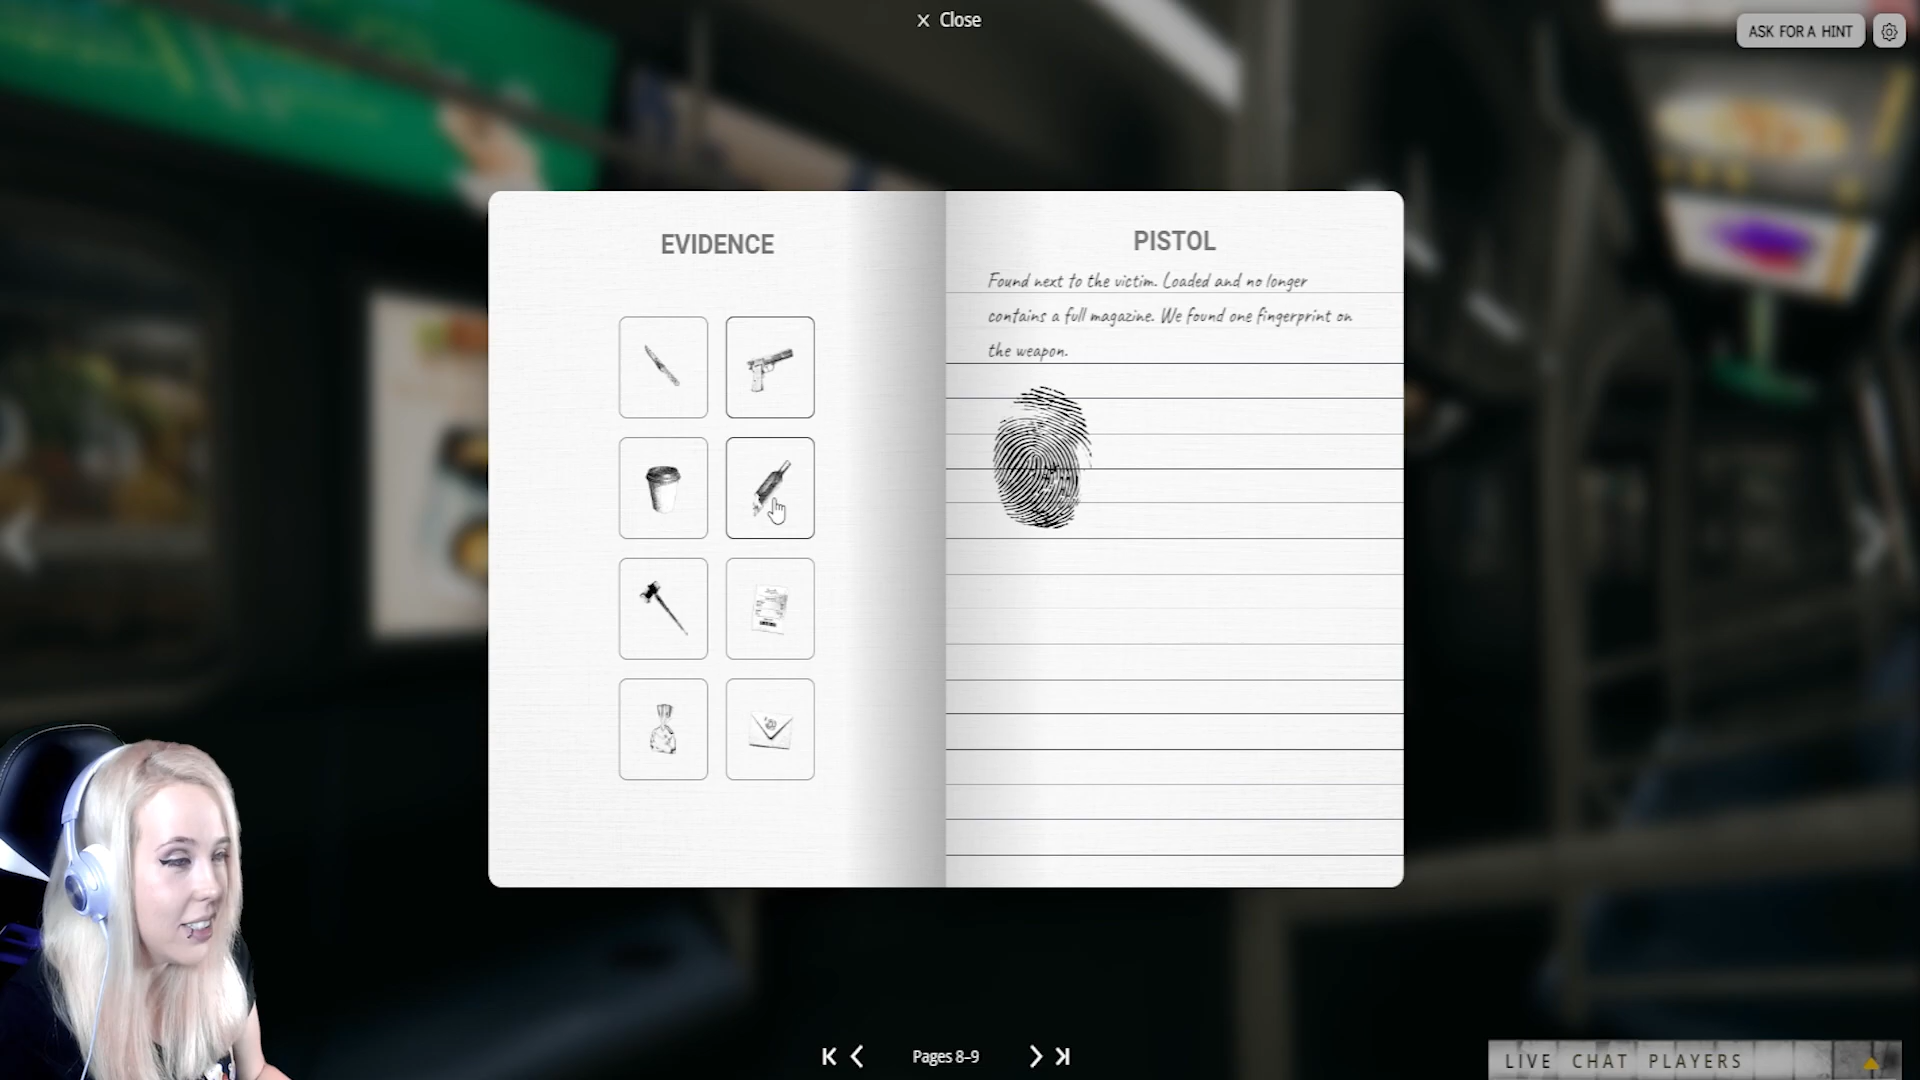 Close
ASK FOR A HINT
EVIDENCE
PISTOL
Found next to the victim. Loaded and no longer
contains a full magazine. We found one fingerprint on
the weapon.
Pages 8-9
LIVE CHAT PLAYERS